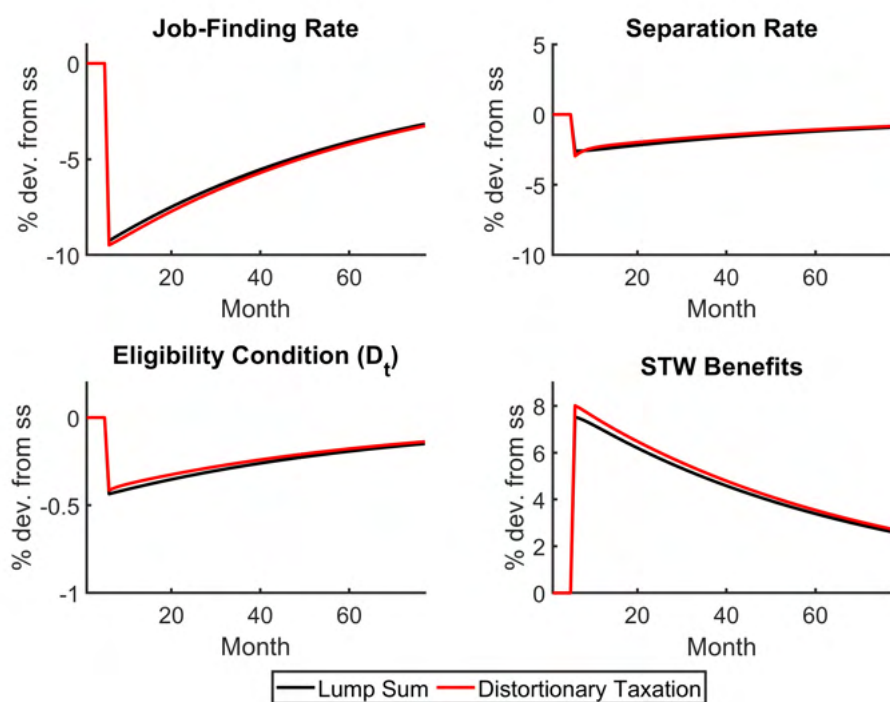 Job-Finding Rate
% dev. from ss
0
-5
-10
20 40 60
Month
Separation Rate
% dev. from ss
5
0
-5
-10
20 40 60
Month
Eligibility Condition (D_t)
% dev. from ss
0
-0.5
-1
20 40 60
Month
STW Benefits
% dev. from ss
8
6
4
2
0
20 40 60
Month
Lump Sum Distortionary Taxation